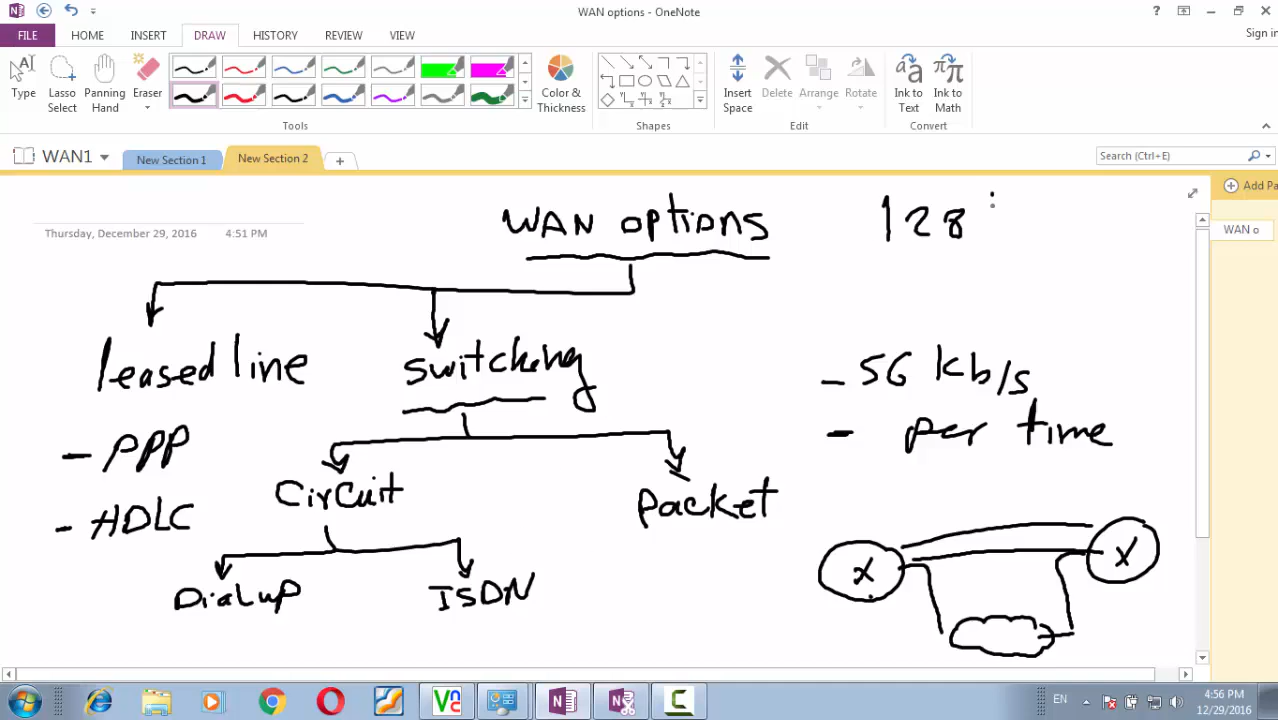 WAN options - OneNote
?
FILE HOME INSERT DRAW HISTORY REVIEW VIEW
Sign in
Type
Lasso Select
Panning Hand
Eraser
Color & Thickness
Insert Space
Delete
Arrange
Rotate
Ink to Text
Ink to Math
Tools
Shapes
Edit
Convert
WAN1
New Section 1
New Section 2
Search (Ctrl+E)
Add Pa
WAN o
Thursday, December 29, 2016 4:51 PM
WAN options
128
leased line
switching
- 56 kb/s
- per time
- PPP
- HDLC
Circuit
Packet
Dialup
ISDN
X
X
EN
4:56 PM
12/29/2016